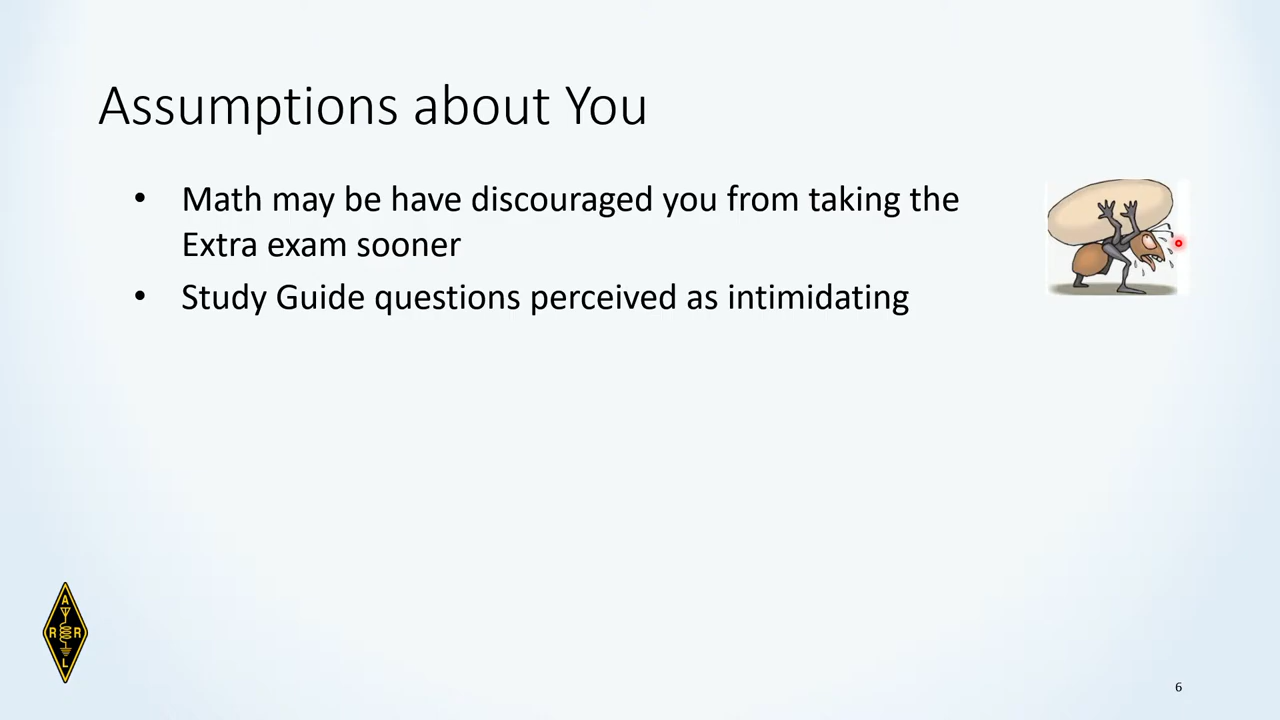 Assumptions about You
• Math may be have discouraged you from taking the
Extra exam sooner
• Study Guide questions perceived as intimidating
A
R R
L
6